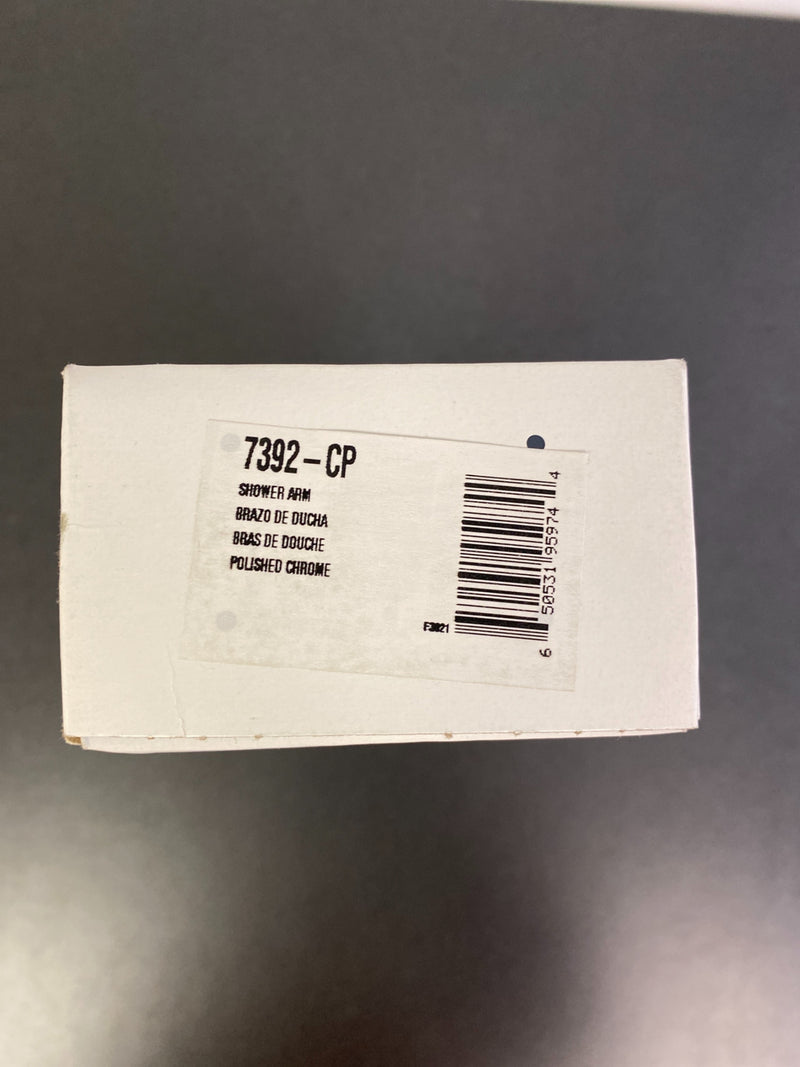 7392-CP
SHOWER ARM
BRAZO DE DUCHA
BRAS DE DOUCHE
POLISHED CHROME
F3021
6 50531 95974 4